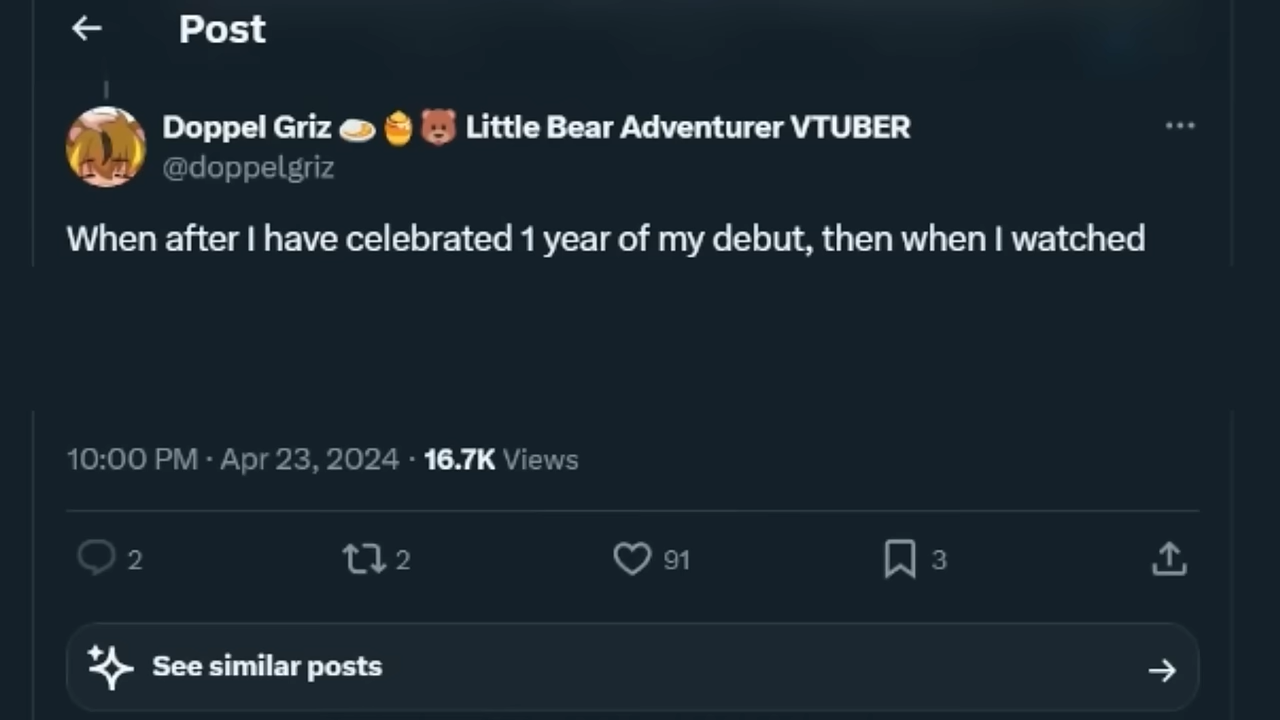 Post
Doppel Griz 🍳🍯🐻 Little Bear Adventurer VTUBER
@doppelgriz
When after I have celebrated 1 year of my debut, then when I watched
10:00 PM · Apr 23, 2024 · 16.7K Views
2 2 91 3
See similar posts